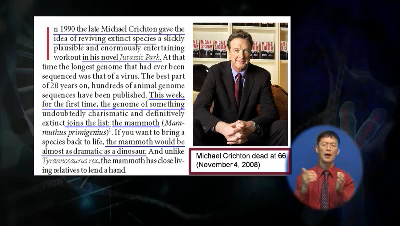 In 1990 the late Michael Crichton gave the
idea of reviving extinct species a slickly
plausible and enormously entertaining
workout in his novel Jurassic Park. At that
time the longest genome that had ever been
sequenced was that of a virus. The best part
of 20 years on, hundreds of animal genome
sequences have been published. This week,
for the first time, the genome of something
undoubtedly charismatic and definitively
extinct joins the list: the mammoth (Mam-
muthus primigenius)¹. If you want to bring a
species back to life, the mammoth would be
almost as dramatic as a dinosaur. And unlike
Tyrannosaurus rex, the mammoth has close liv-
ing relatives to lend a hand.
Michael Crichton dead at 66
(November 4, 2008)